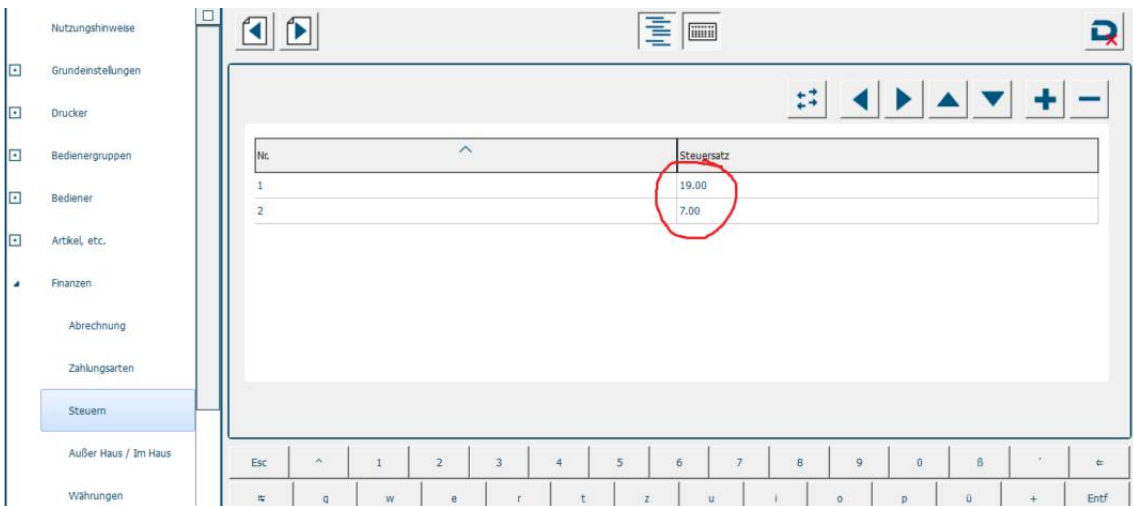 Nutzungshinweise
Grundeinstellungen
Drucker
Bedienergruppen
Bediener
Artikel, etc.
Finanzen
Abrechnung
Zahlungsarten
Steuern
Außer Haus / Im Haus
Währungen
Nr. Steuersatz
1 19.00
2 7.00
Esc ^ 1 2 3 4 5 6 7 8 9 0 ß ´ ⇐
⇆ q w e r t z u i o p ü + Entf